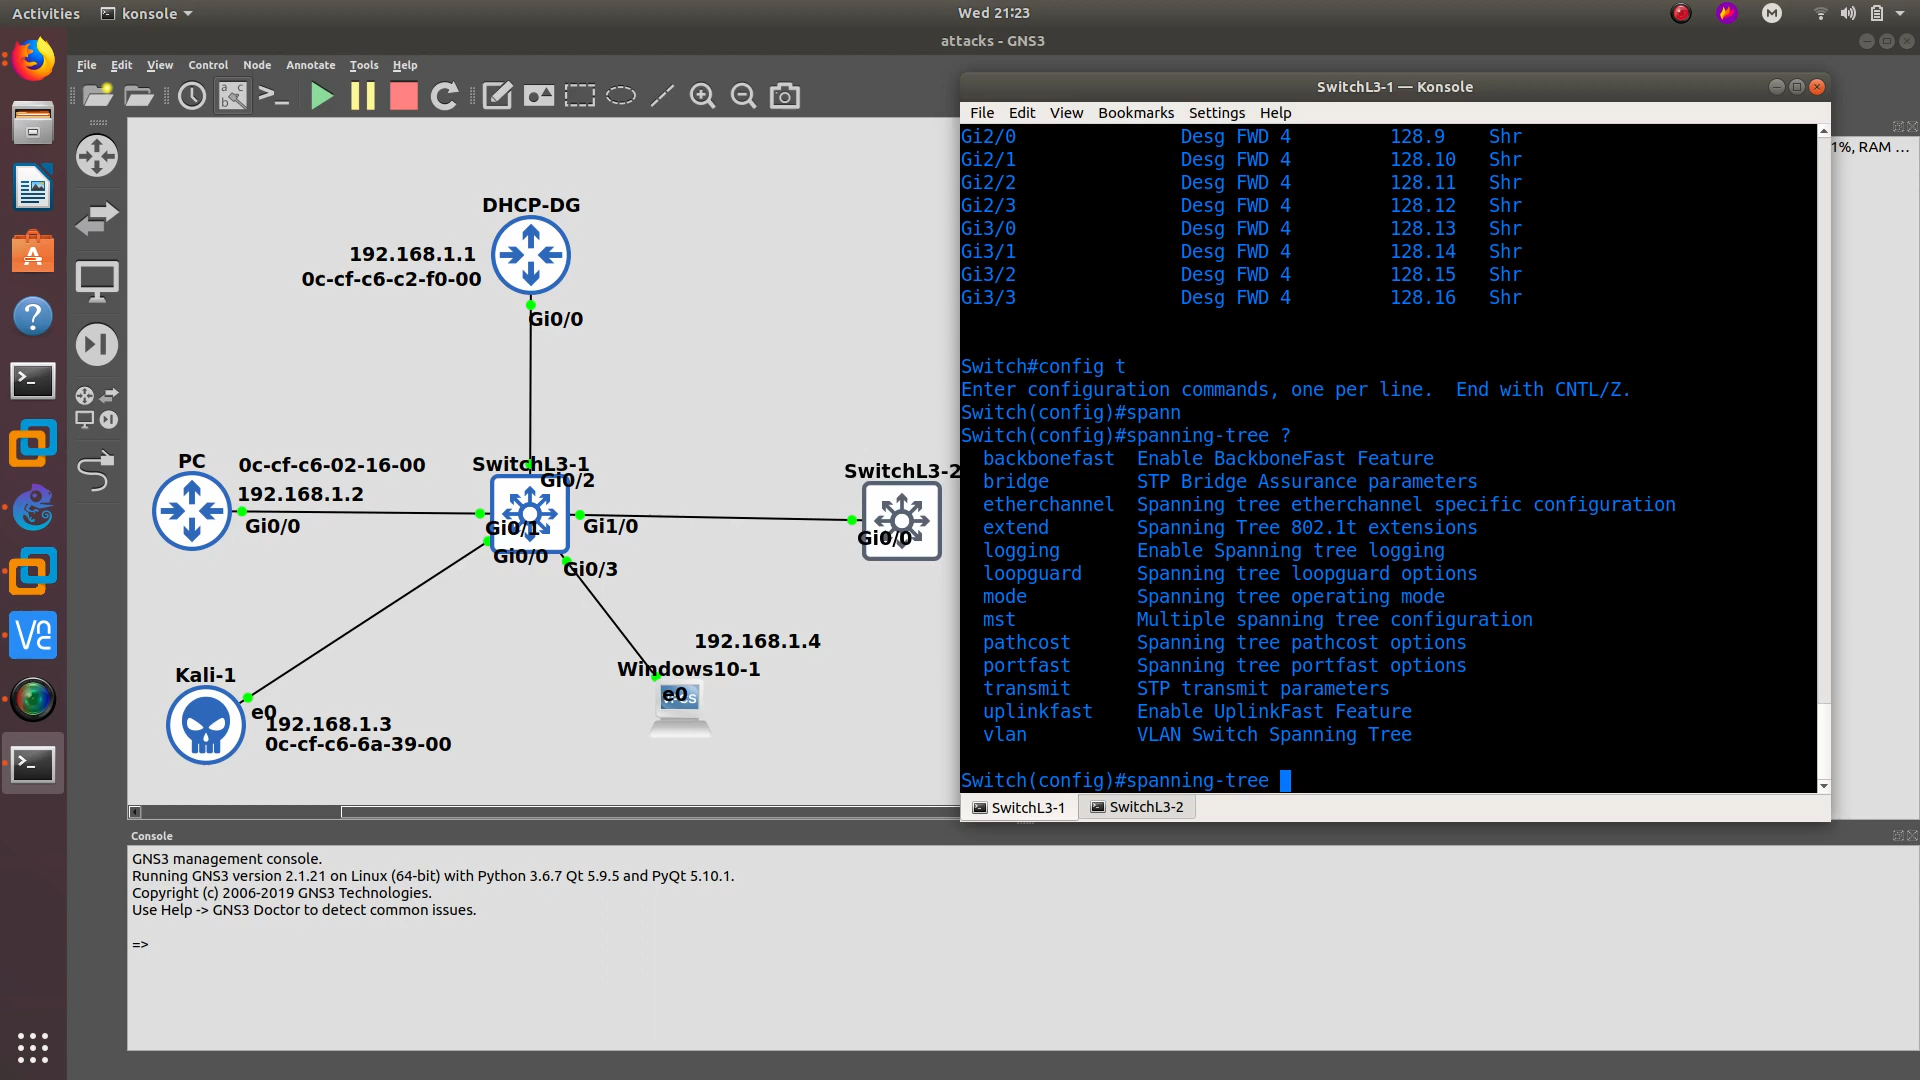 Activities
konsole
Wed 21:23
M
attacks - GNS3
File Edit View Control Node Annotate Tools Help
SwitchL3-1 — Konsole
File Edit View Bookmarks Settings Help
1%, RAM ...
Gi2/0 Desg FWD 4 128.9 Shr
Gi2/1 Desg FWD 4 128.10 Shr
Gi2/2 Desg FWD 4 128.11 Shr
Gi2/3 Desg FWD 4 128.12 Shr
Gi3/0 Desg FWD 4 128.13 Shr
Gi3/1 Desg FWD 4 128.14 Shr
Gi3/2 Desg FWD 4 128.15 Shr
Gi3/3 Desg FWD 4 128.16 Shr
Switch#config t
Enter configuration commands, one per line.  End with CNTL/Z.
Switch(config)#spann
Switch(config)#spanning-tree ?
backbonefast Enable BackboneFast Feature
bridge STP Bridge Assurance parameters
etherchannel Spanning tree etherchannel specific configuration
extend Spanning Tree 802.1t extensions
logging Enable Spanning tree logging
loopguard Spanning tree loopguard options
mode Spanning tree operating mode
mst Multiple spanning tree configuration
pathcost Spanning tree pathcost options
portfast Spanning tree portfast options
transmit STP transmit parameters
uplinkfast Enable UplinkFast Feature
vlan VLAN Switch Spanning Tree
Switch(config)#spanning-tree
SwitchL3-1
SwitchL3-2
DHCP-DG
192.168.1.1
0c-cf-c6-c2-f0-00
Gi0/0
PC
0c-cf-c6-02-16-00
192.168.1.2
Gi0/0
SwitchL3-1
Gi0/2
Gi0/1
Gi1/0
Gi0/0
Gi0/3
SwitchL3-2
Gi0/0
192.168.1.4
Windows10-1
e0
Kali-1
e0
192.168.1.3
0c-cf-c6-6a-39-00
Console
GNS3 management console.
Running GNS3 version 2.1.21 on Linux (64-bit) with Python 3.6.7 Qt 5.9.5 and PyQt 5.10.1.
Copyright (c) 2006-2019 GNS3 Technologies.
Use Help -> GNS3 Doctor to detect common issues.
=>